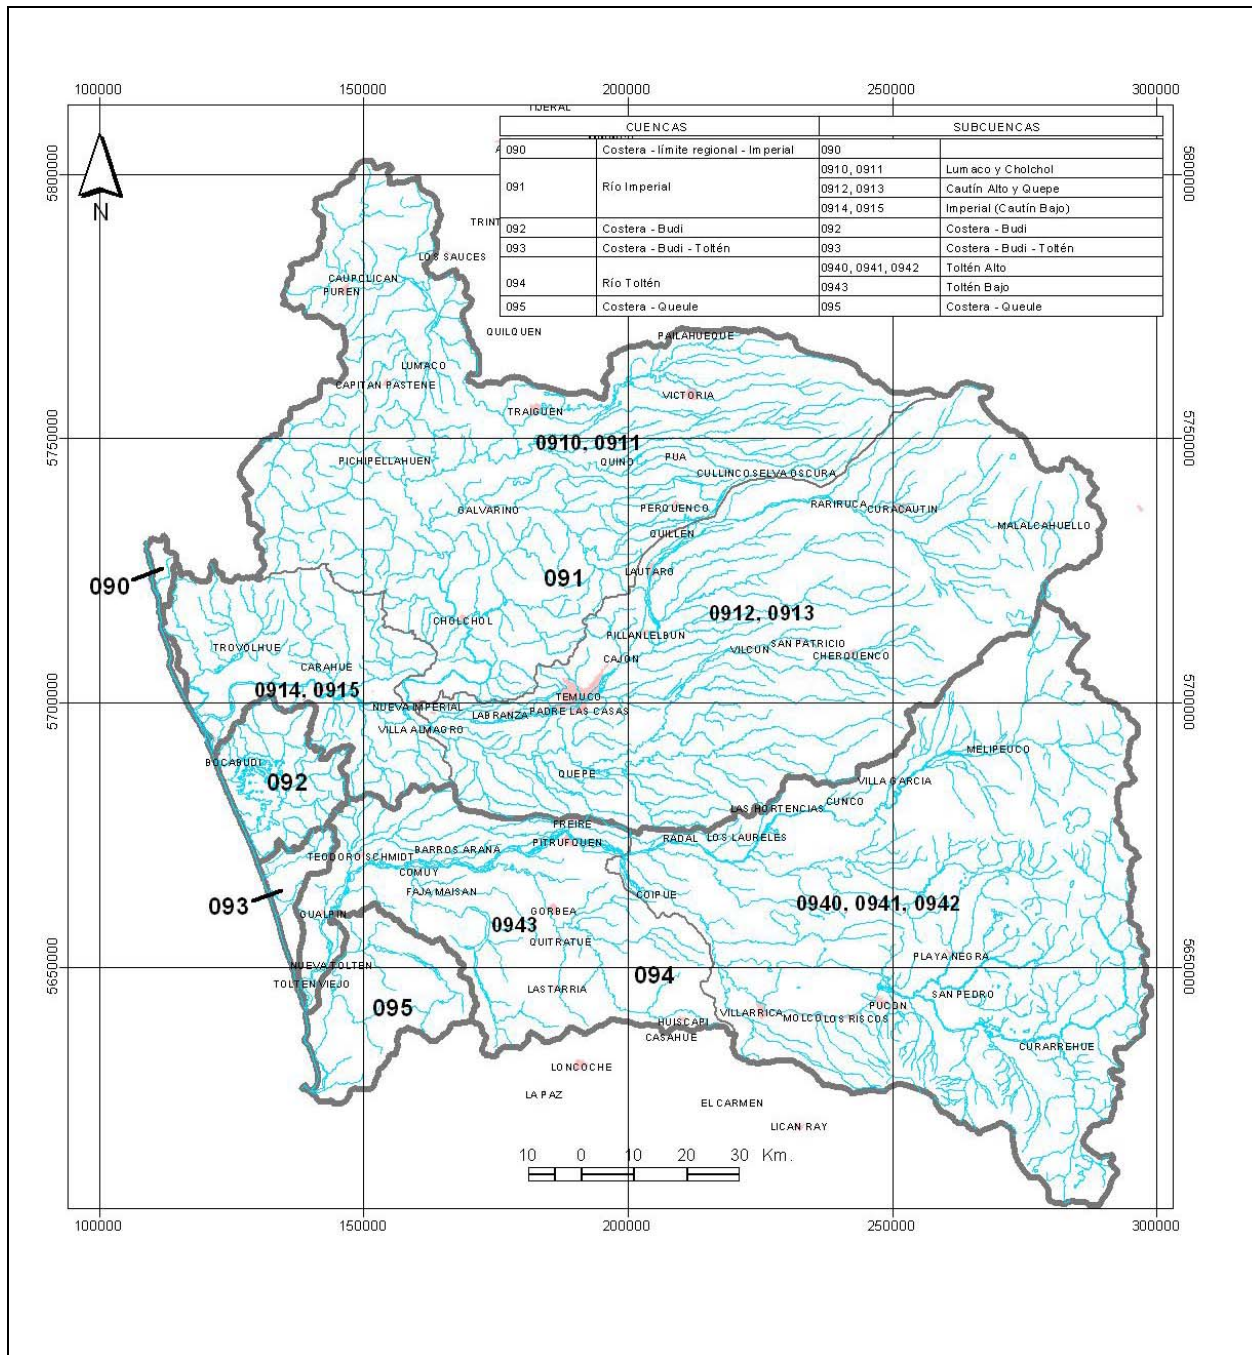 100000 150000 200000 250000 300000
TIJERAL
CUENCAS SUBCUENCAS
090 Costera - límite regional - Imperial 090
091 Río Imperial 0910, 0911 Lumaco y Cholchol
0912, 0913 Cautín Alto y Quepe
0914, 0915 Imperial (Cautín Bajo)
092 Costera - Budi 092 Costera - Budi
093 Costera - Budi - Toltén 093 Costera - Budi - Toltén
094 Río Toltén 0940, 0941, 0942 Toltén Alto
0943 Toltén Bajo
095 Costera - Queule 095 Costera - Queule
5800000 5800000
N
TRINT
LOS SAUCES
CAUPOLICAN
PUREN
QUILQUEN
PAILAHUEQUE
LUMACO
CAPITAN PASTENE
VICTORIA
TRAIGUEN
5750000 5750000
0910, 0911
PICHIPELLAHUEN
QUINO
PUA
CULLINCO SELVA OSCURA
GALVARINO
PERQUENCO
RARIRUCA
CURACAUTIN
MALALCAHUELLO
QUILLEN
LAUTARO
090
091
0912, 0913
CHOLCHOL
PILLANLELBUN
TROVOLHUE
SAN PATRICIO
VILCUN
CHERQUENCO
CAJON
CARAHUE
0914, 0915
TEMUCO
5700000 5700000
NUEVA IMPERIAL
LABRANZA
PADRE LAS CASAS
VILLA ALMAGRO
MELIPEUCO
BOCABUDI
092
QUEPE
VILLA GARCIA
CUNCO
LAS HORTENCIAS
FREIRE
RADAL
LOS LAURELES
PITRUFQUEN
BARROS ARANA
TEODORO SCHMIDT
COMUY
FAJA MAISAN
COIPUE
093
GUALPIN
GORBEA
0943
0940, 0941, 0942
QUITRATUE
PLAYA NEGRA
5650000 5650000
NUEVA TOLTEN
094
TOLTEN VIEJO
LASTARRIA
SAN PEDRO
PUCON
095
VILLARRICA
MOLCO LOS RISCOS
HUISCAPI
CASAHUE
CURARREHUE
LONCOCHE
LA PAZ
EL CARMEN
LICAN RAY
10 0 10 20 30 Km.
100000 150000 200000 250000 300000